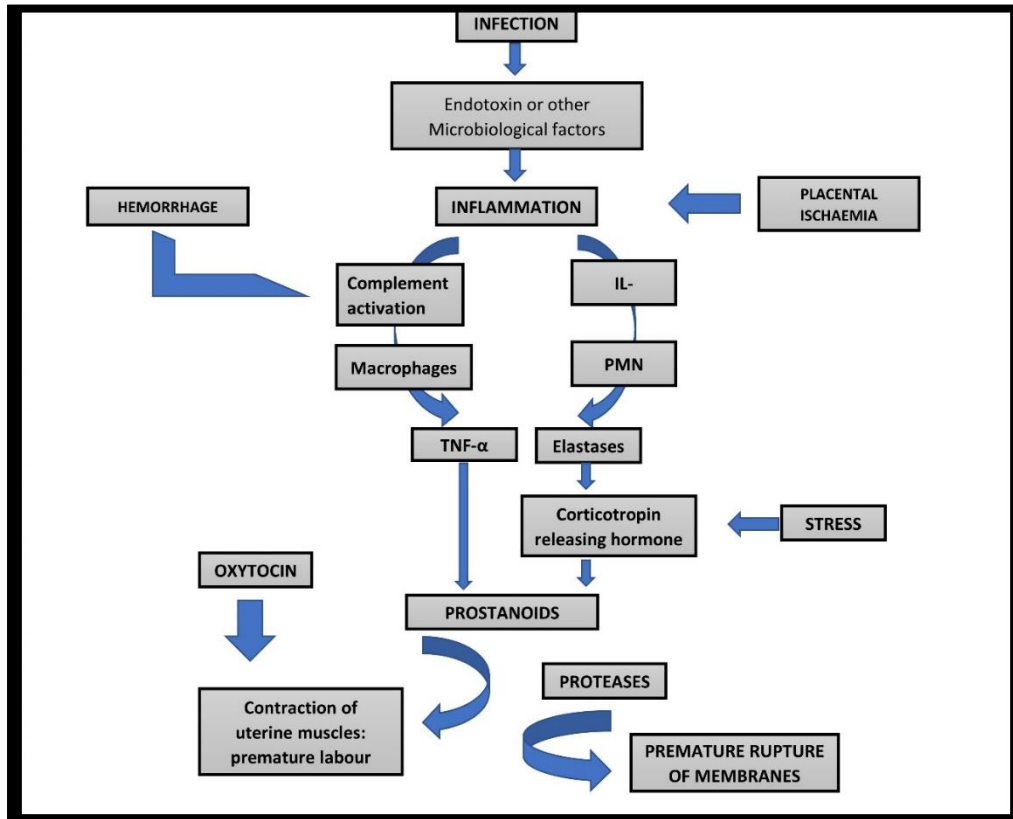 INFECTION
Endotoxin or other
Microbiological factors
HEMORRHAGE
INFLAMMATION
PLACENTAL
ISCHAEMIA
Complement
activation
IL-
Macrophages
PMN
TNF-α
Elastases
Corticotropin
releasing hormone
STRESS
OXYTOCIN
PROSTANOIDS
PROTEASES
Contraction of
uterine muscles:
premature labour
PREMATURE RUPTURE
OF MEMBRANES